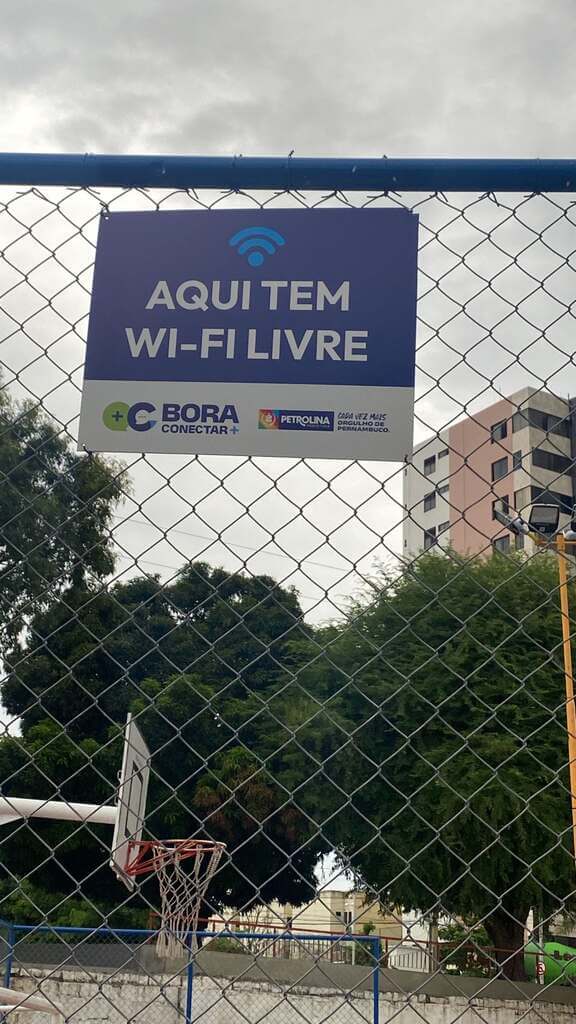 AQUI TEM
WI-FI LIVRE
BORA
CONECTAR+
PETROLINA
CADA VEZ MAIS
ORGULHO DE
PERNAMBUCO.